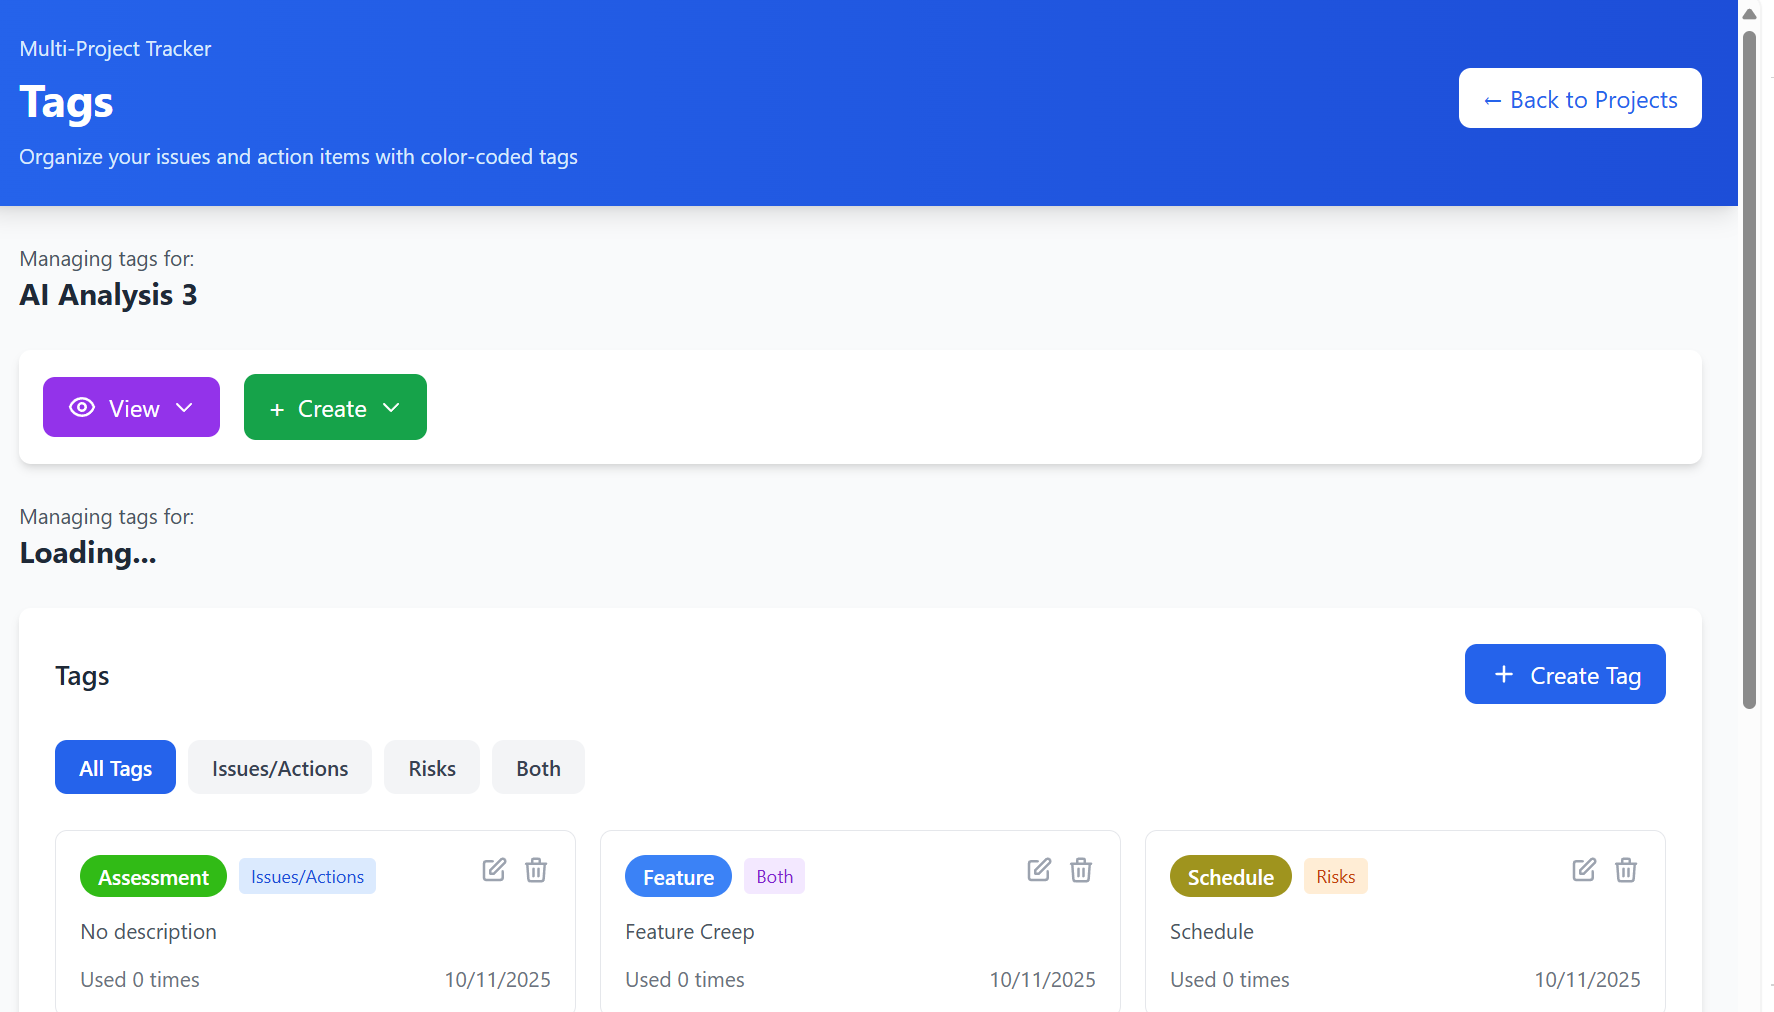 Multi-Project Tracker
Tags
Organize your issues and action items with color-coded tags
← Back to Projects
Managing tags for:
AI Analysis 3
View
+ Create
Managing tags for:
Loading...
Tags
+ Create Tag
All Tags Issues/Actions Risks Both
Assessment Issues/Actions
No description
Used 0 times 10/11/2025
Feature Both
Feature Creep
Used 0 times 10/11/2025
Schedule Risks
Schedule
Used 0 times 10/11/2025